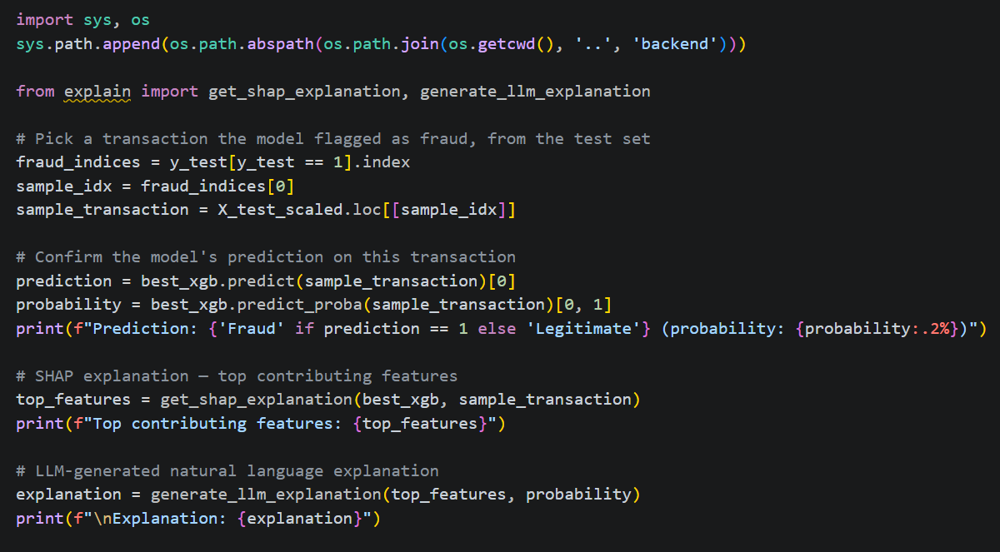 import sys, os
sys.path.append(os.path.abspath(os.path.join(os.getcwd(), '..', 'backend')))
from explain import get_shap_explanation, generate_llm_explanation
# Pick a transaction the model flagged as fraud, from the test set
fraud_indices = y_test[y_test == 1].index
sample_idx = fraud_indices[0]
sample_transaction = X_test_scaled.loc[[sample_idx]]
# Confirm the model's prediction on this transaction
prediction = best_xgb.predict(sample_transaction)[0]
probability = best_xgb.predict_proba(sample_transaction)[0, 1]
print(f"Prediction: {'Fraud' if prediction == 1 else 'Legitimate'} (probability: {probability:.2%})")
# SHAP explanation — top contributing features
top_features = get_shap_explanation(best_xgb, sample_transaction)
print(f"Top contributing features: {top_features}")
# LLM-generated natural language explanation
explanation = generate_llm_explanation(top_features, probability)
print(f"\nExplanation: {explanation}")